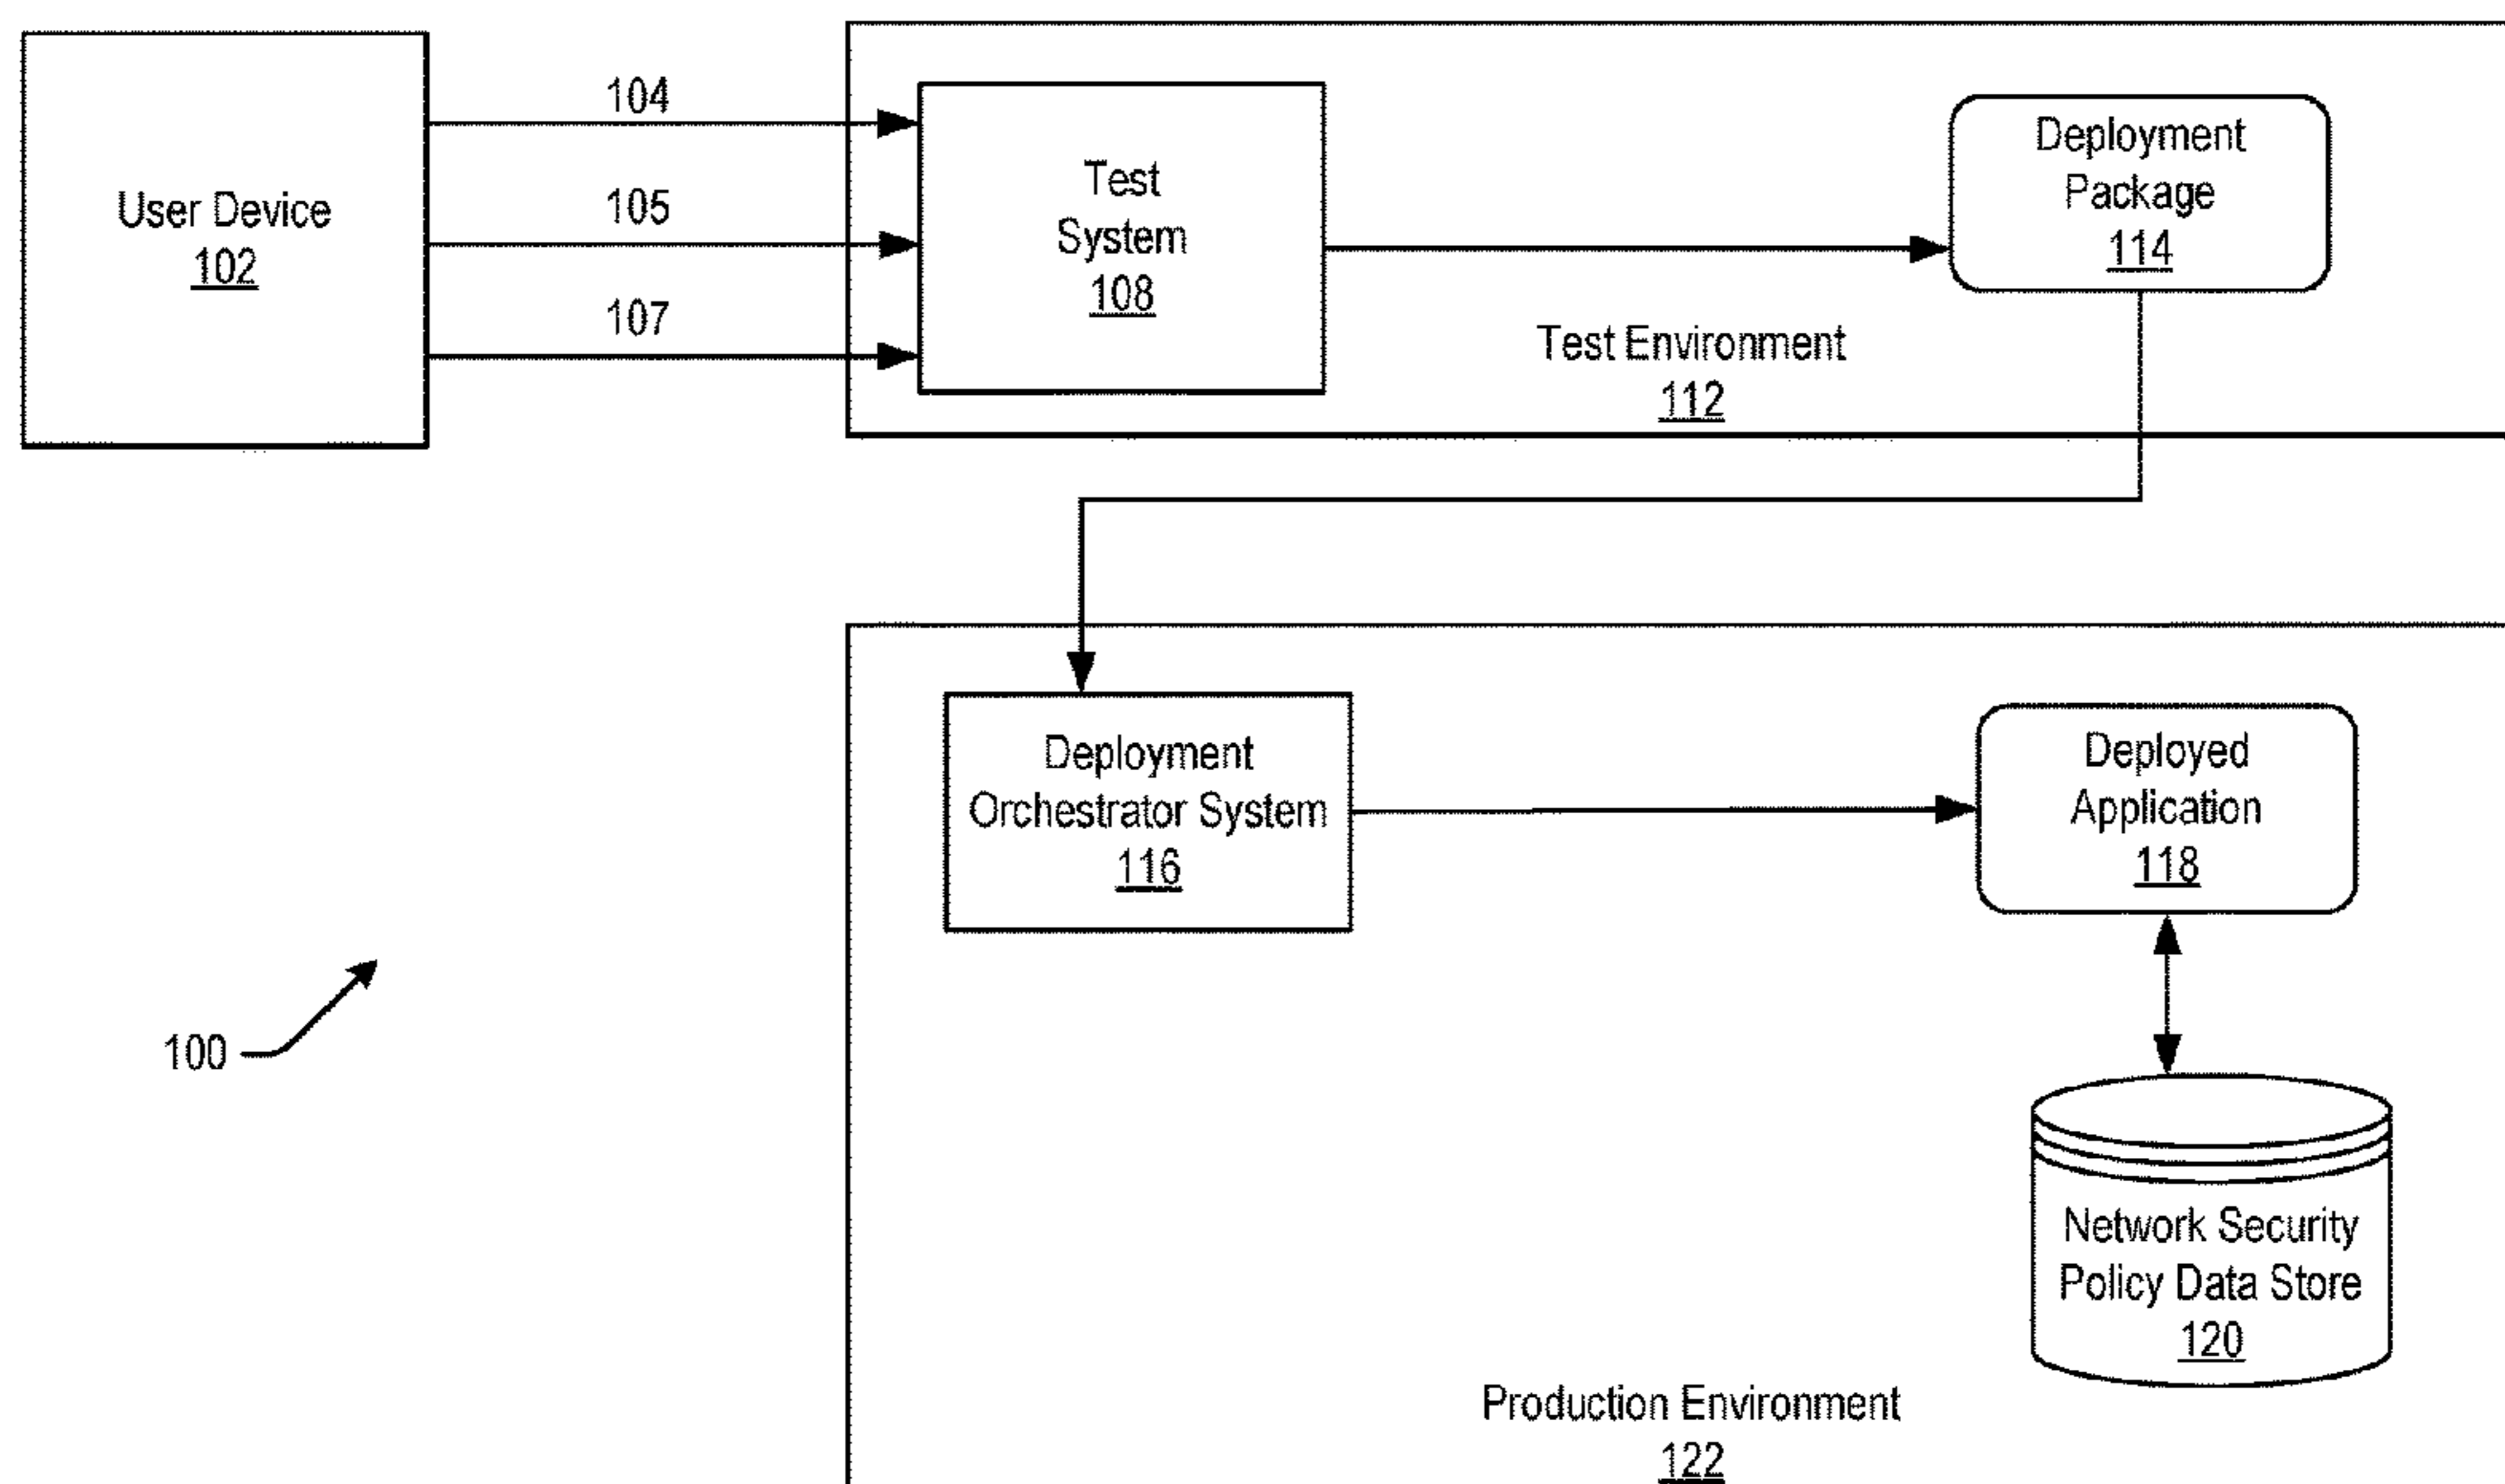 User Device
102
104
105
107
Test
System
108
Deployment
Package
114
Test Environment
112
Deployment
Orchestrator System
116
Deployed
Application
118
100
Network Security
Policy Data Store
120
Production Environment
122